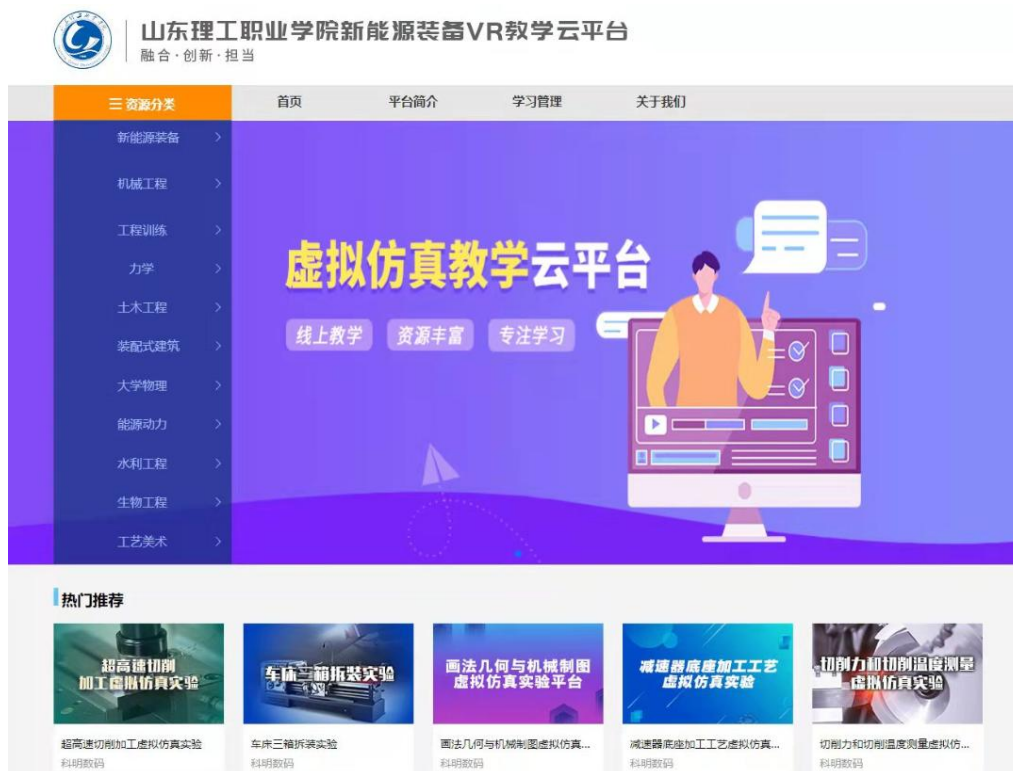 山东理工职业学院新能源装备VR教学云平台
融合·创新·担当
资源分类
首页
平台简介
学习管理
关于我们
新能源装备
机械工程
工程训练
力学
土木工程
装配式建筑
大学物理
能源动力
水利工程
生物工程
工艺美术
虚拟仿真教学云平台
线上教学 资源丰富 专注学习
热门推荐
超高速切削
加工虚拟仿真实验
车床三箱拆装实验
画法几何与机械制图
虚拟仿真实验平台
减速器底座加工工艺
虚拟仿真实验
切削力和切削温度测量
虚拟仿真实验
超高速切削加工虚拟仿真实验
科明数码
车床三箱拆装实验
科明数码
画法几何与机械制图虚拟仿真...
科明数码
减速器底座加工工艺虚拟仿真...
科明数码
切削力和切削温度测量虚拟仿...
科明数码